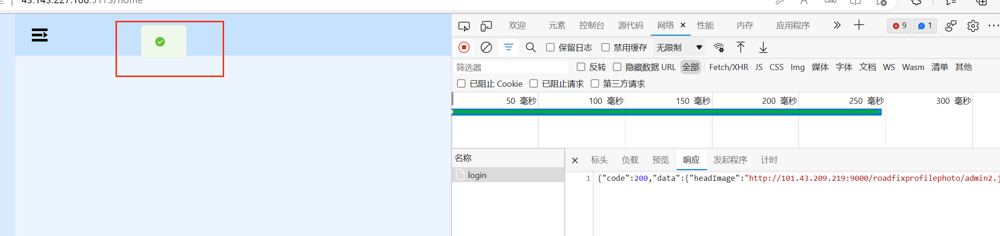 43.143.227.108:5173/home
欢迎 元素 控制台 源代码 网络 性能 内存 应用程序 9 1
保留日志 禁用缓存 无限制
筛选器 反转 隐藏数据 URL 全部 Fetch/XHR JS CSS Img 媒体 字体 文档 WS Wasm 清单 其他
已阻止 Cookie 已阻止请求 第三方请求
50 毫秒 100 毫秒 150 毫秒 200 毫秒 250 毫秒 300 毫秒
名称 标头 负载 预览 响应 发起程序 计时
login
1 {"code":200,"data":{"headImage":"http://101.43.209.219:9000/roadfixprofilephoto/admin2.j